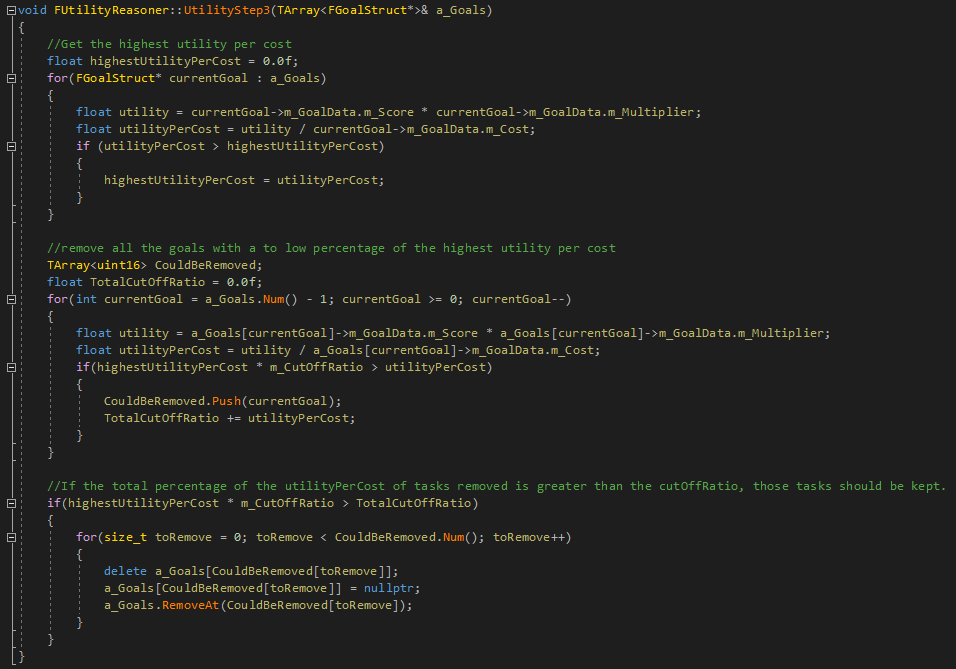 void FUtilityReasoner::UtilityStep3(TArray<FGoalStruct*>& a_Goals)
{
    //Get the highest utility per cost
    float highestUtilityPerCost = 0.0f;
    for(FGoalStruct* currentGoal : a_Goals)
    {
        float utility = currentGoal->m_GoalData.m_Score * currentGoal->m_GoalData.m_Multiplier;
        float utilityPerCost = utility / currentGoal->m_GoalData.m_Cost;
        if (utilityPerCost > highestUtilityPerCost)
        {
            highestUtilityPerCost = utilityPerCost;
        }
    }

    //remove all the goals with a to low percentage of the highest utility per cost
    TArray<uint16> CouldBeRemoved;
    float TotalCutOffRatio = 0.0f;
    for(int currentGoal = a_Goals.Num() - 1; currentGoal >= 0; currentGoal--)
    {
        float utility = a_Goals[currentGoal]->m_GoalData.m_Score * a_Goals[currentGoal]->m_GoalData.m_Multiplier;
        float utilityPerCost = utility / a_Goals[currentGoal]->m_GoalData.m_Cost;
        if(highestUtilityPerCost * m_CutOffRatio > utilityPerCost)
        {
            CouldBeRemoved.Push(currentGoal);
            TotalCutOffRatio += utilityPerCost;
        }
    }

    //If the total percentage of the utilityPerCost of tasks removed is greater than the cutOffRatio, those tasks should be kept.
    if(highestUtilityPerCost * m_CutOffRatio > TotalCutOffRatio)
    {
        for(size_t toRemove = 0; toRemove < CouldBeRemoved.Num(); toRemove++)
        {
            delete a_Goals[CouldBeRemoved[toRemove]];
            a_Goals[CouldBeRemoved[toRemove]] = nullptr;
            a_Goals.RemoveAt(CouldBeRemoved[toRemove]);
        }
    }
}